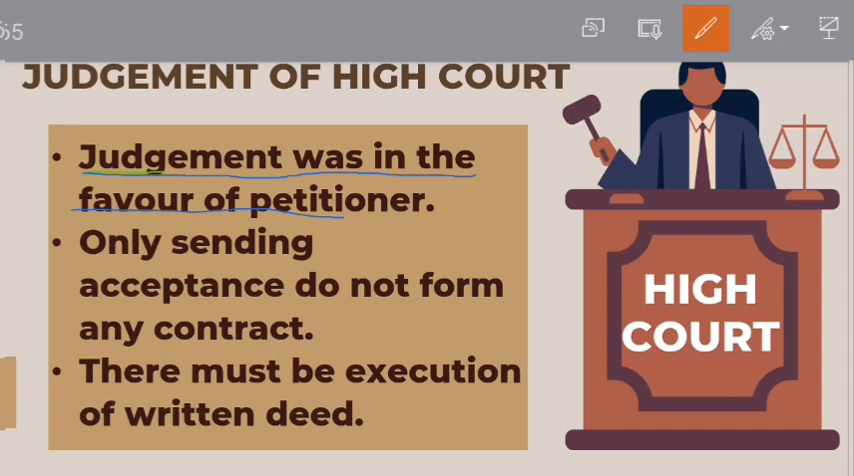 JUDGEMENT OF HIGH COURT
• Judgement was in the
favour of petitioner.
• Only sending
acceptance do not form
any contract.
• There must be execution
of written deed.
HIGH
COURT